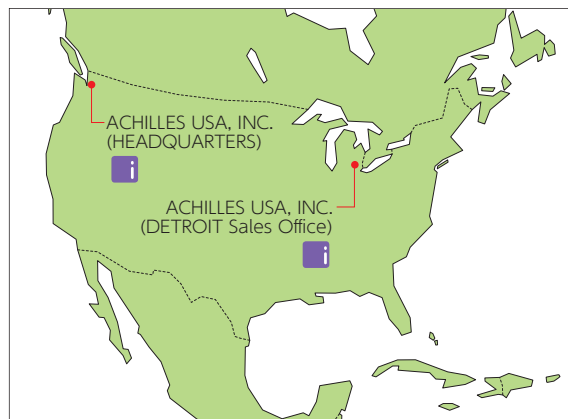 ACHILLES USA, INC.
(HEADQUARTERS)
i
ACHILLES USA, INC.
(DETROIT Sales Office)
i